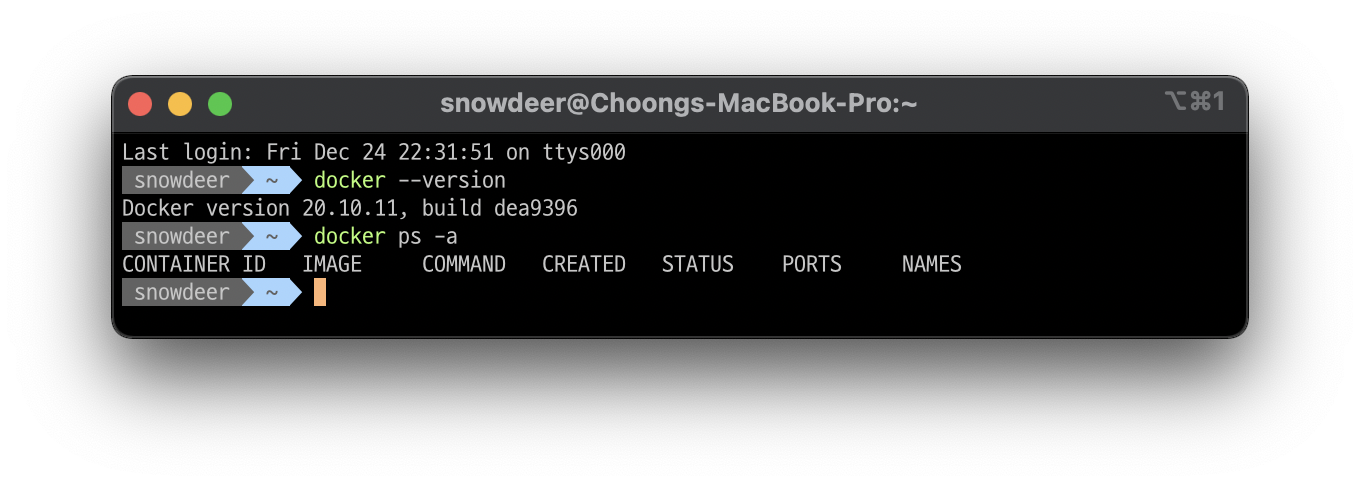 snowdeer@Choongs-MacBook-Pro:~ ⌥⌘1
Last login: Fri Dec 24 22:31:51 on ttys000
snowdeer ~ docker --version
Docker version 20.10.11, build dea9396
snowdeer ~ docker ps -a
CONTAINER ID   IMAGE     COMMAND   CREATED   STATUS    PORTS     NAMES
snowdeer ~